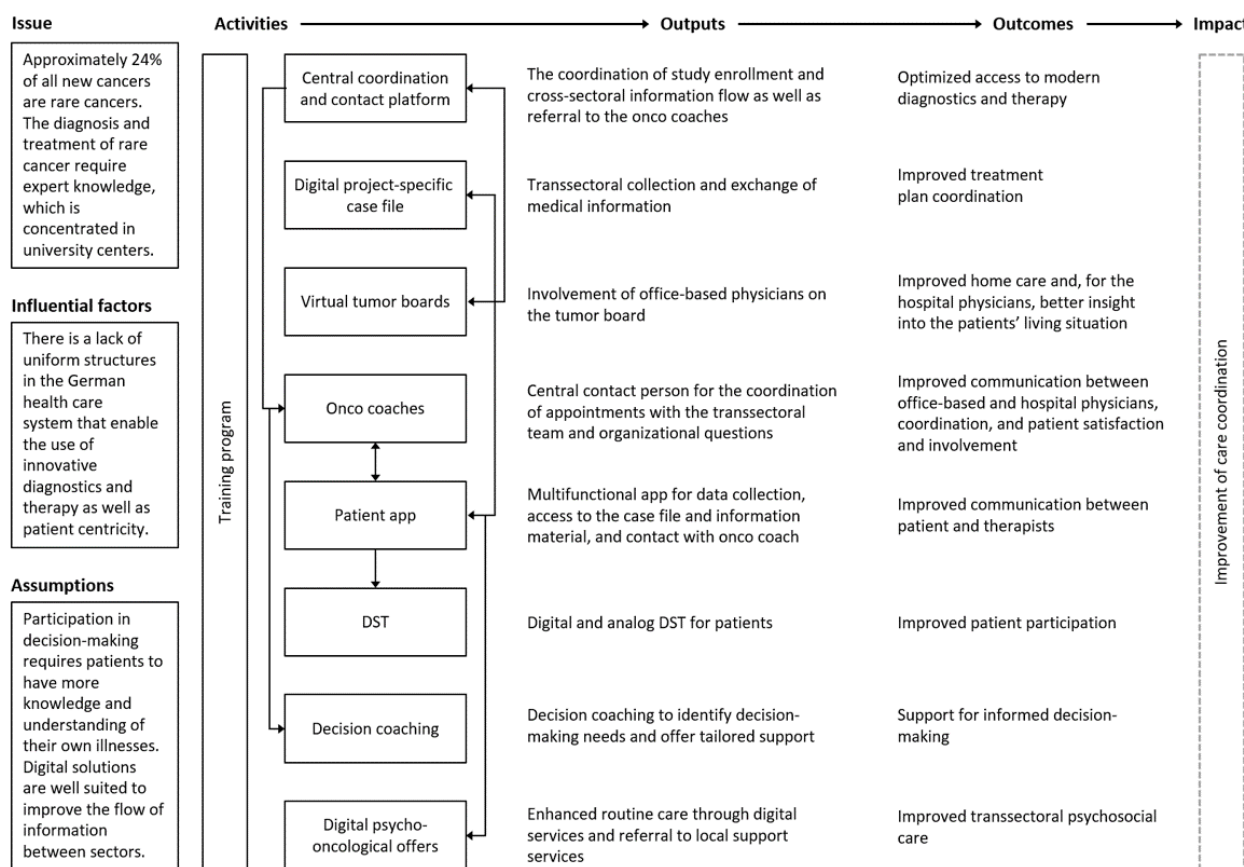 Issue
Activities
Outputs
Outcomes
Impact
Approximately 24%
of all new cancers
are rare cancers.
The diagnosis and
treatment of rare
cancer require
expert knowledge,
which is
concentrated in
university centers.
Influential factors
There is a lack of
uniform structures
in the German
health care
system that enable
the use of
innovative
diagnostics and
therapy as well as
patient centricity.
Assumptions
Participation in
decision-making
requires patients to
have more
knowledge and
understanding of
their own illnesses.
Digital solutions
are well suited to
improve the flow of
information
between sectors.
Training program
Central coordination
and contact platform
The coordination of study enrollment and
cross-sectoral information flow as well as
referral to the onco coaches
Optimized access to modern
diagnostics and therapy
Digital project-specific
case file
Transsectoral collection and exchange of
medical information
Improved treatment
plan coordination
Virtual tumor boards
Involvement of office-based physicians on
the tumor board
Improved home care and, for the
hospital physicians, better insight
into the patients’ living situation
Onco coaches
Central contact person for the coordination
of appointments with the transsectoral
team and organizational questions
Improved communication between
office-based and hospital physicians,
coordination, and patient satisfaction
and involvement
Patient app
Multifunctional app for data collection,
access to the case file and information
material, and contact with onco coach
Improved communication between
patient and therapists
DST
Digital and analog DST for patients
Improved patient participation
Decision coaching
Decision coaching to identify decision-
making needs and offer tailored support
Support for informed decision-
making
Digital psycho-
oncological offers
Enhanced routine care through digital
services and referral to local support
services
Improved transsectoral psychosocial
care
Improvement of care coordination